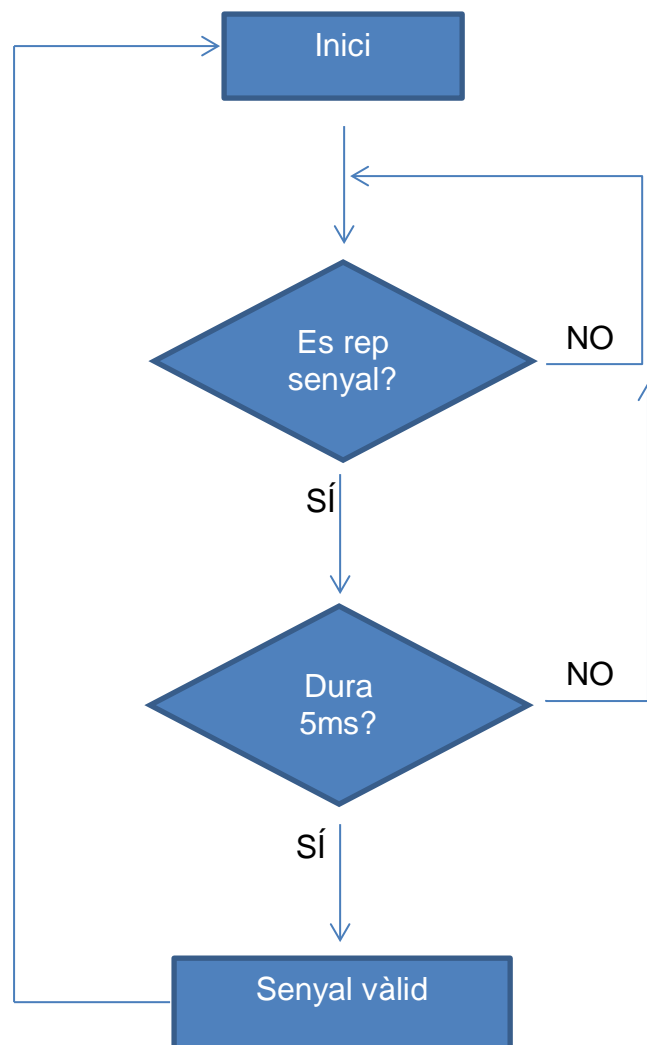 Inici
Es rep
senyal?
NO
SÍ
Dura
5ms?
NO
SÍ
Senyal vàlid